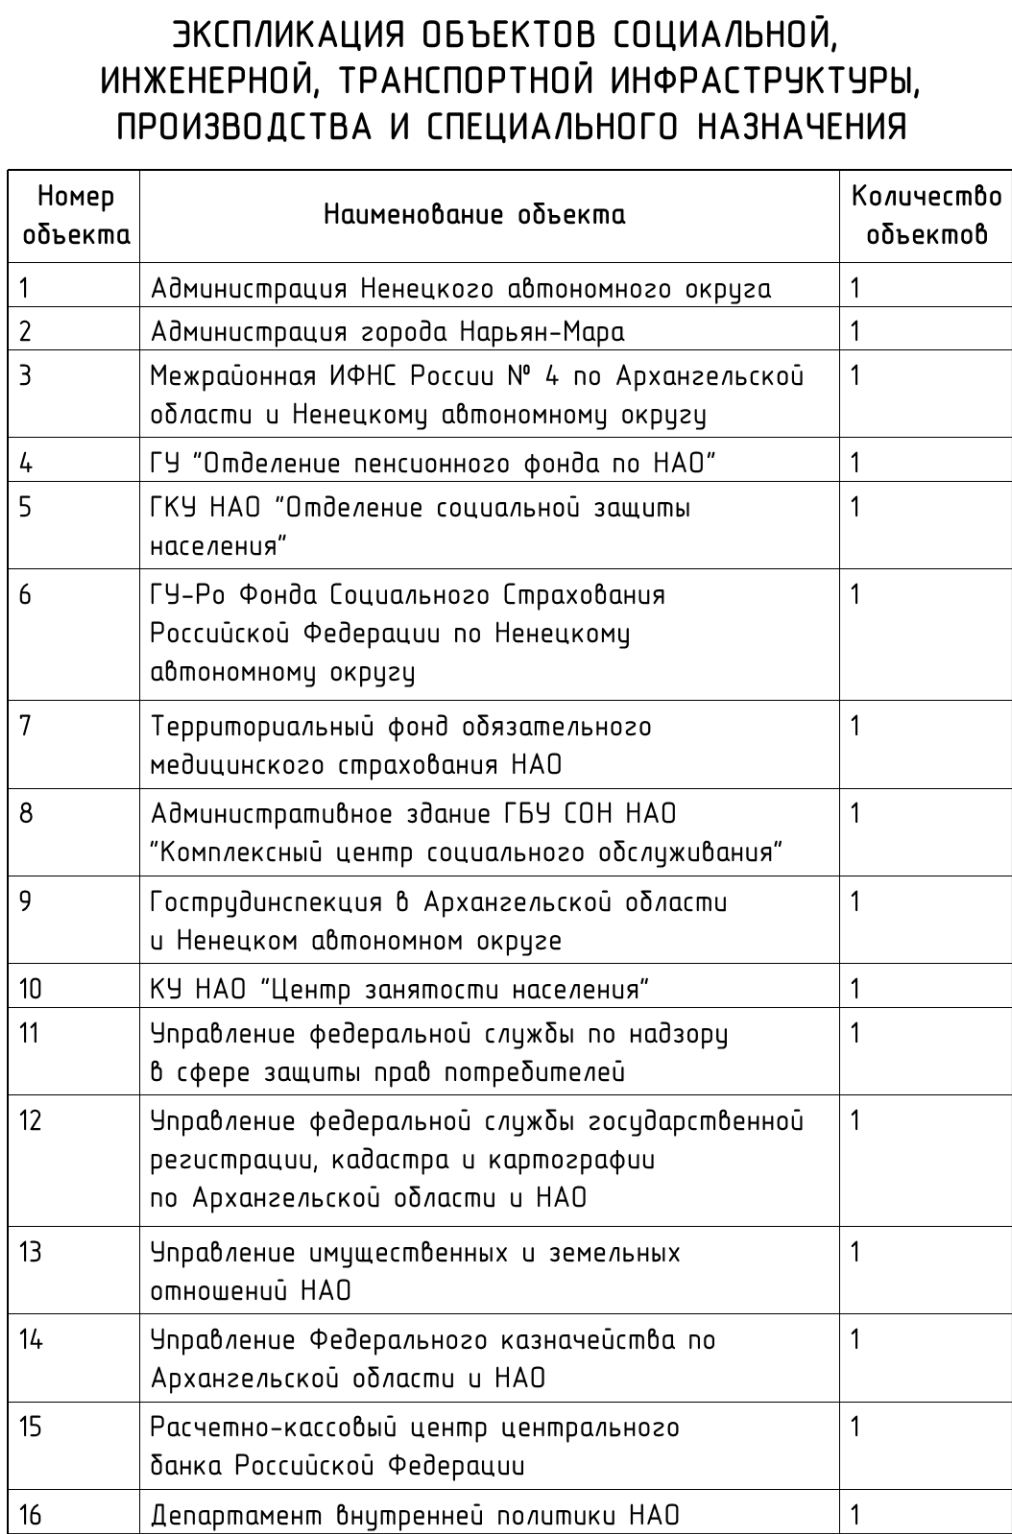 ЭКСПЛИКАЦИЯ ОБЪЕКТОВ СОЦИАЛЬНОЙ,
ИНЖЕНЕРНОЙ, ТРАНСПОРТНОЙ ИНФРАСТРУКТУРЫ,
ПРОИЗВОДСТВА И СПЕЦИАЛЬНОГО НАЗНАЧЕНИЯ
Номер
объекта
Наименование объекта
Количество
объектов
1 Администрация Ненецкого автономного округа 1
2 Администрация города Нарьян-Мара 1
3 Межрайонная ИФНС России № 4 по Архангельской 1
области и Ненецкому автономному округу
4 ГУ "Отделение пенсионного фонда по НАО" 1
5 ГКУ НАО "Отделение социальной защиты 1
населения"
6 ГУ-Ро Фонда Социального Страхования 1
Российской Федерации по Ненецкому
автономному округу
7 Территориальный фонд обязательного 1
медицинского страхования НАО
8 Административное здание ГБУ СОН НАО 1
"Комплексный центр социального обслуживания"
9 Гострудинспекция в Архангельской области 1
и Ненецком автономном округе
10 КУ НАО "Центр занятости населения" 1
11 Управление федеральной службы по надзору 1
в сфере защиты прав потребителей
12 Управление федеральной службы государственной 1
регистрации, кадастра и картографии
по Архангельской области и НАО
13 Управление имущественных и земельных 1
отношений НАО
14 Управление Федерального казначейства по 1
Архангельской области и НАО
15 Расчетно-кассовый центр центрального 1
банка Российской Федерации
16 Департамент внутренней политики НАО 1